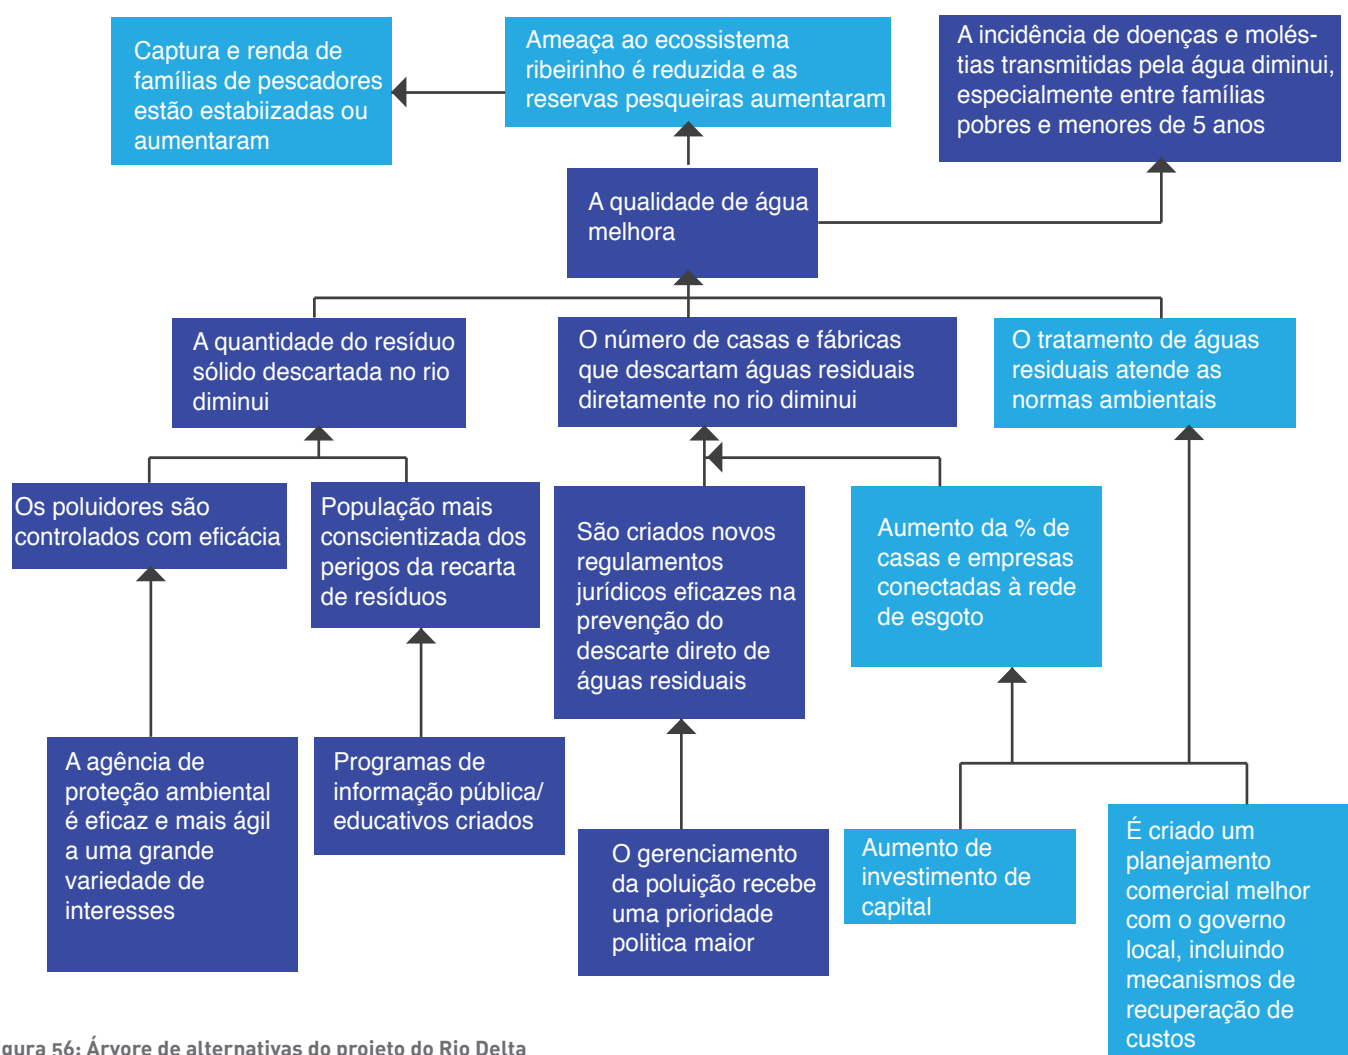 Captura e renda de
famílias de pescadores
estão estabiizadas ou
aumentaram
Ameaça ao ecossistema
ribeirinho é reduzida e as
reservas pesqueiras aumentaram
A incidência de doenças e molés-
tias transmitidas pela água diminui,
especialmente entre famílias
pobres e menores de 5 anos
A qualidade de água
melhora
A quantidade do resíduo
sólido descartada no rio
diminui
O número de casas e fábricas
que descartam águas residuais
diretamente no rio diminui
O tratamento de águas
residuais atende as
normas ambientais
Os poluidores são
controlados com eficácia
População mais
conscientizada dos
perigos da recarta
de resíduos
São criados novos
regulamentos
jurídicos eficazes na
prevenção do
descarte direto de
águas residuais
Aumento da % de
casas e empresas
conectadas à rede
de esgoto
A agência de
proteção ambiental
é eficaz e mais ágil
a uma grande
variedade de
interesses
Programas de
informação pública/
educativos criados
O gerenciamento
da poluição recebe
uma prioridade
politica maior
Aumento de
investimento de
capital
É criado um
planejamento
comercial melhor
com o governo
local, incluindo
mecanismos de
recuperação de
custos
gura 56: Árvore de alternativas do projeto do Rio Delta